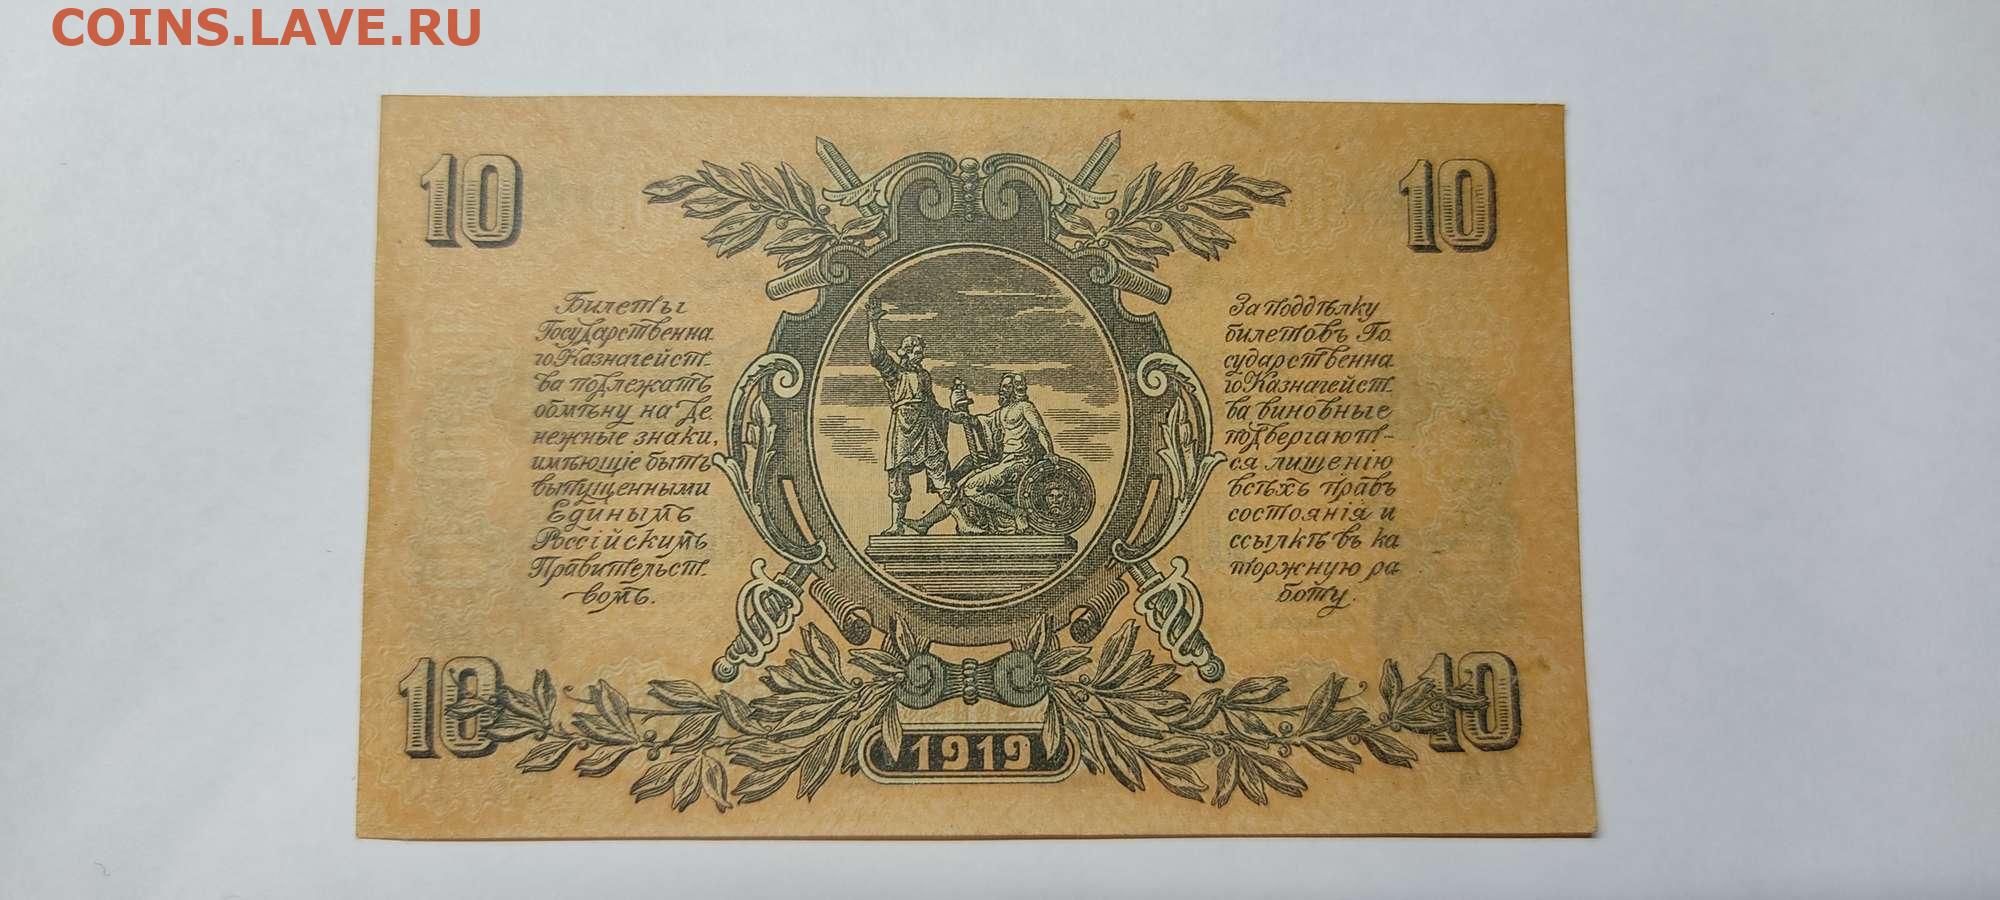 COINS.LAVE.RU
10
10
Билеты
Государственна
го Казначейст-
ва подлежатъ
обмѣну на де
нежные знаки,
имѣющіе быть
выпущенными
Единымъ
Россійскимъ
Правительст-
вомъ.
За поддѣлку
билетовъ Го
сударственна
го Казначейст-
ва виновные
подвергают-
ся лишенію
всѣхъ правъ
состоянія и
ссылкѣ въ ка
торжную ра
боту.
10
10
1919